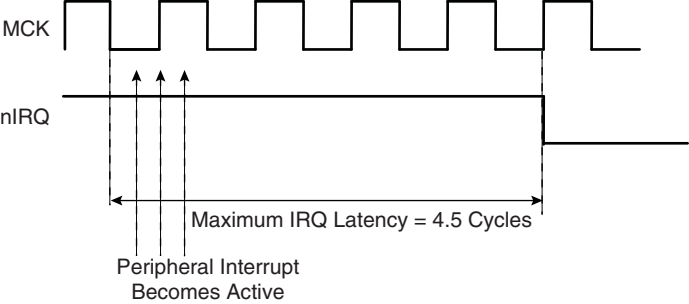 MCK
nIRQ
Maximum IRQ Latency = 4.5 Cycles
Peripheral Interrupt
Becomes Active